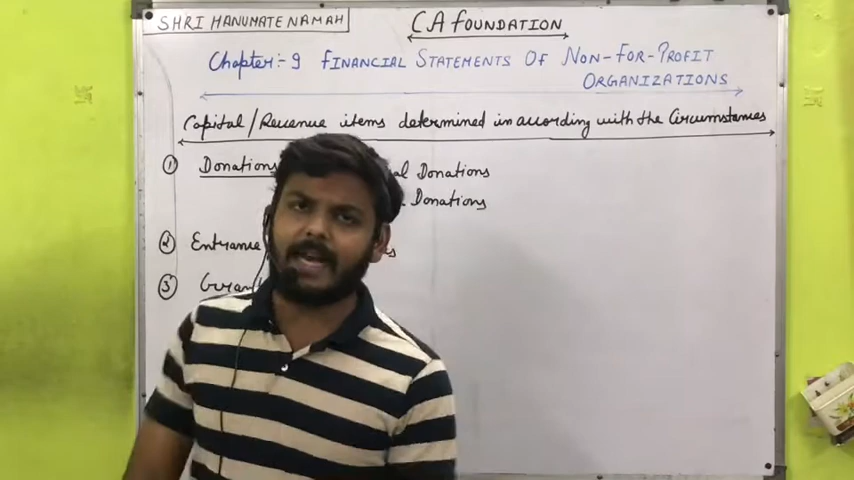 SHRI HANUMATE NAMAH
CA FOUNDATION
Chapter:-9 FINANCIAL STATEMENTS OF NON-FOR-PROFIT
ORGANIZATIONS
Capital/Revenue items determined in according with the Circumstances
① Donations al Donations
Donations
② Entrance
③